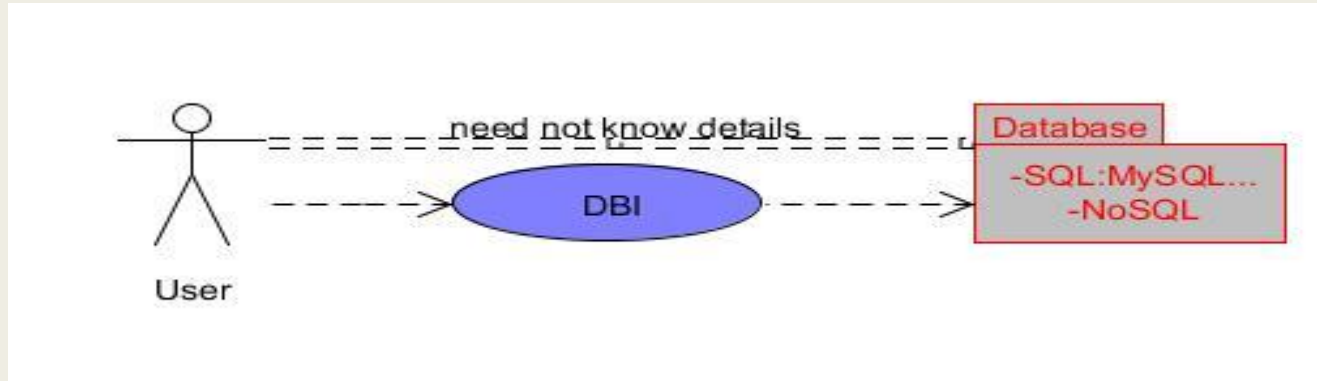 need not know details
Database
-SQL:MySQL...
-NoSQL
DBI
User